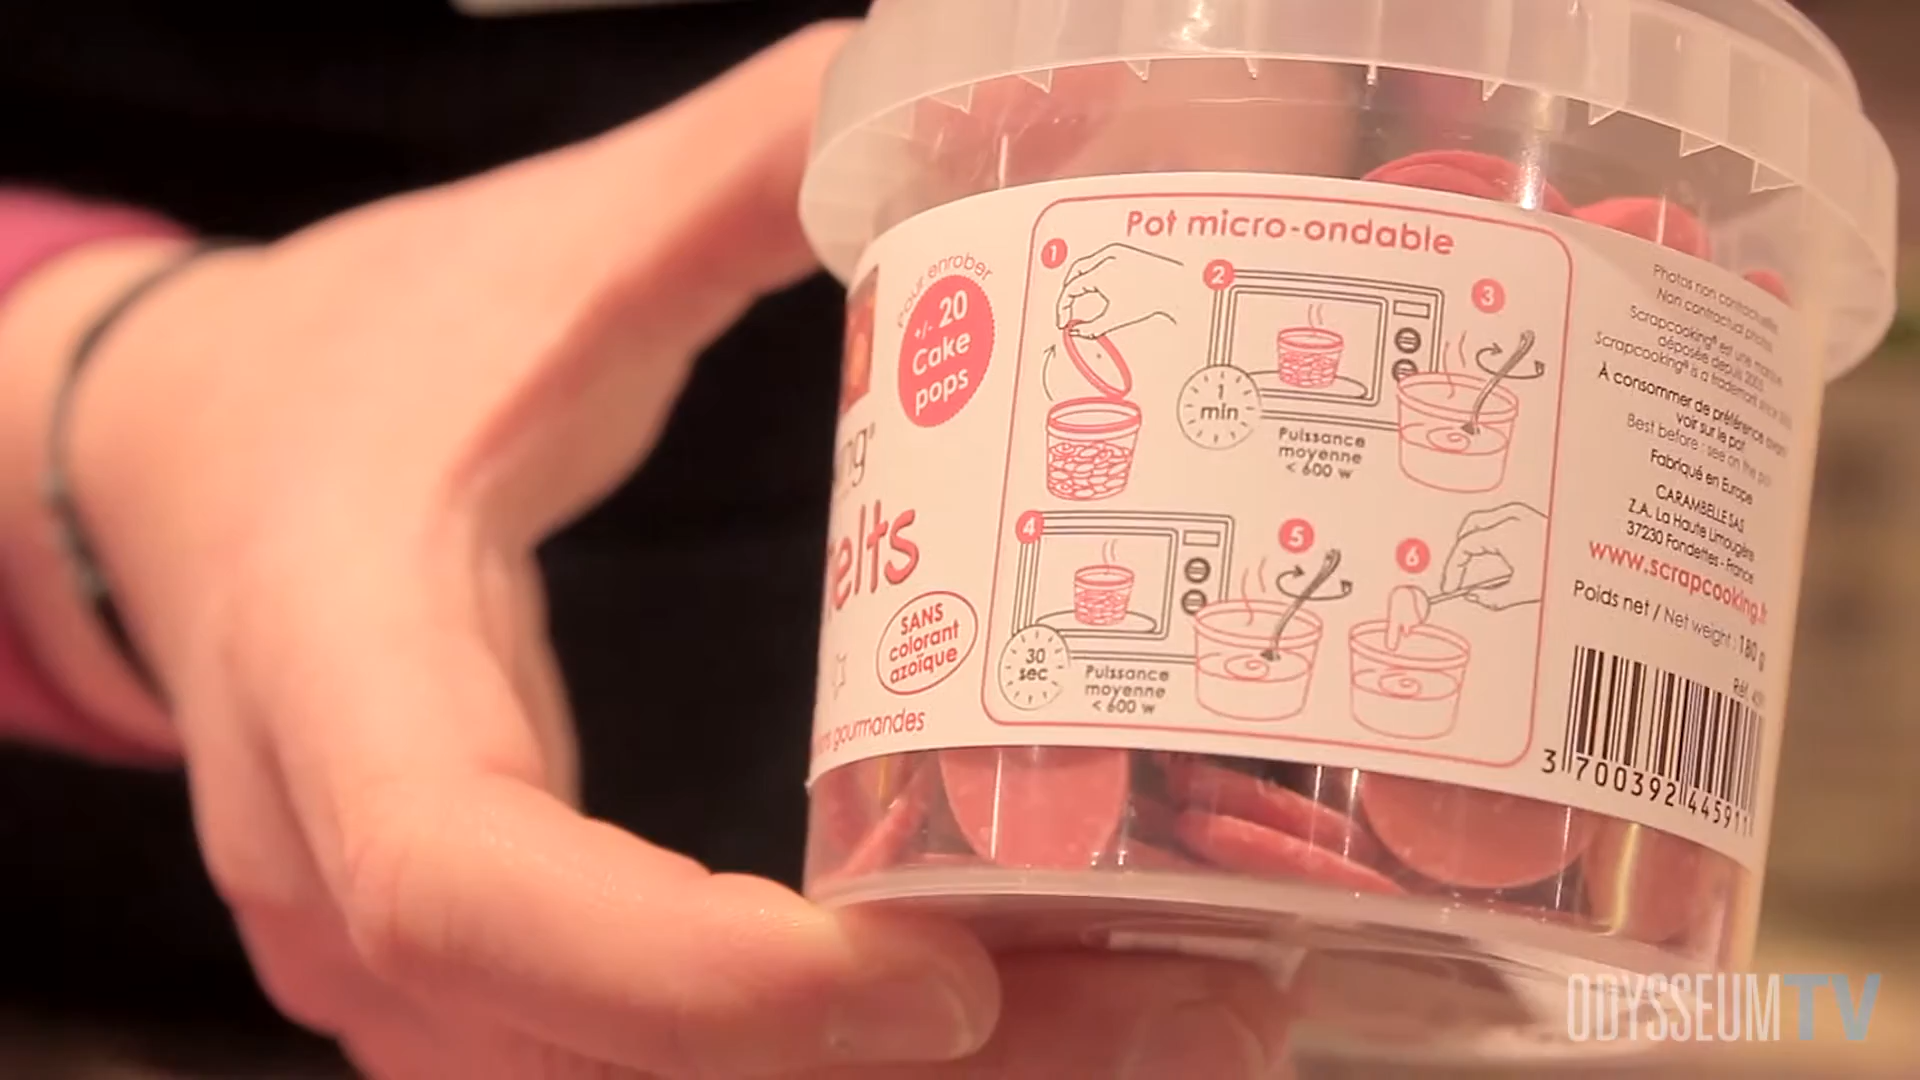 Pour enrober
+/- 20
Cake
pops
elts
SANS
colorant
azoïque
gourmandes
Pot micro-ondable
1
2
3
1
min
Puissance
moyenne
< 600 w
4
5
6
30
sec
Puissance
moyenne
< 600 w
Photos non contractuelles
Non contractual photos
Scrapcooking® est une marque
déposée depuis 2005
Scrapcooking® is a trademark since
À consommer de préférence avant
voir sur le pot
Best before : see on the pot
Fabriqué en Europe
CARAMBELLE SAS
Z.A. La Haute Limougère
37230 Fondettes - France
www.scrapcooking.fr
Poids net / Net weight : 180 g
3 700392 44591
ODYSSEUMTV